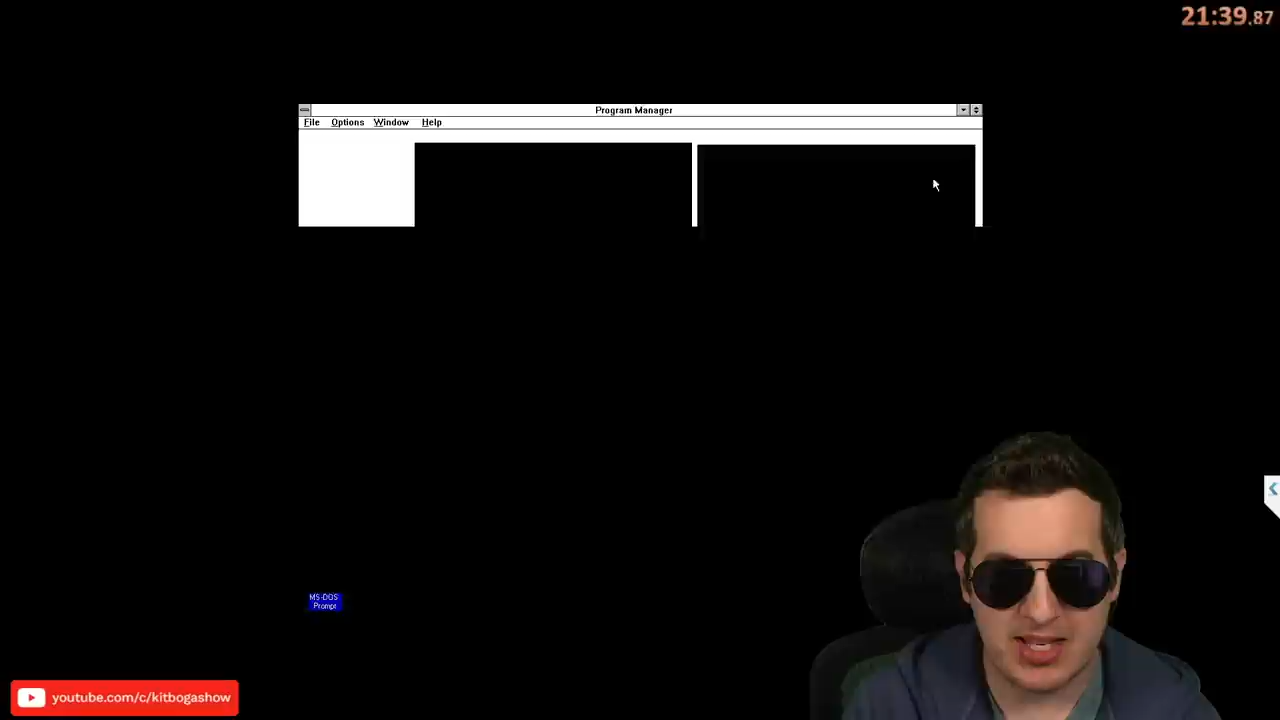 21:39.87
Program Manager
File Options Window Help
MS-DOS
Prompt
youtube.com/c/kitbogashow